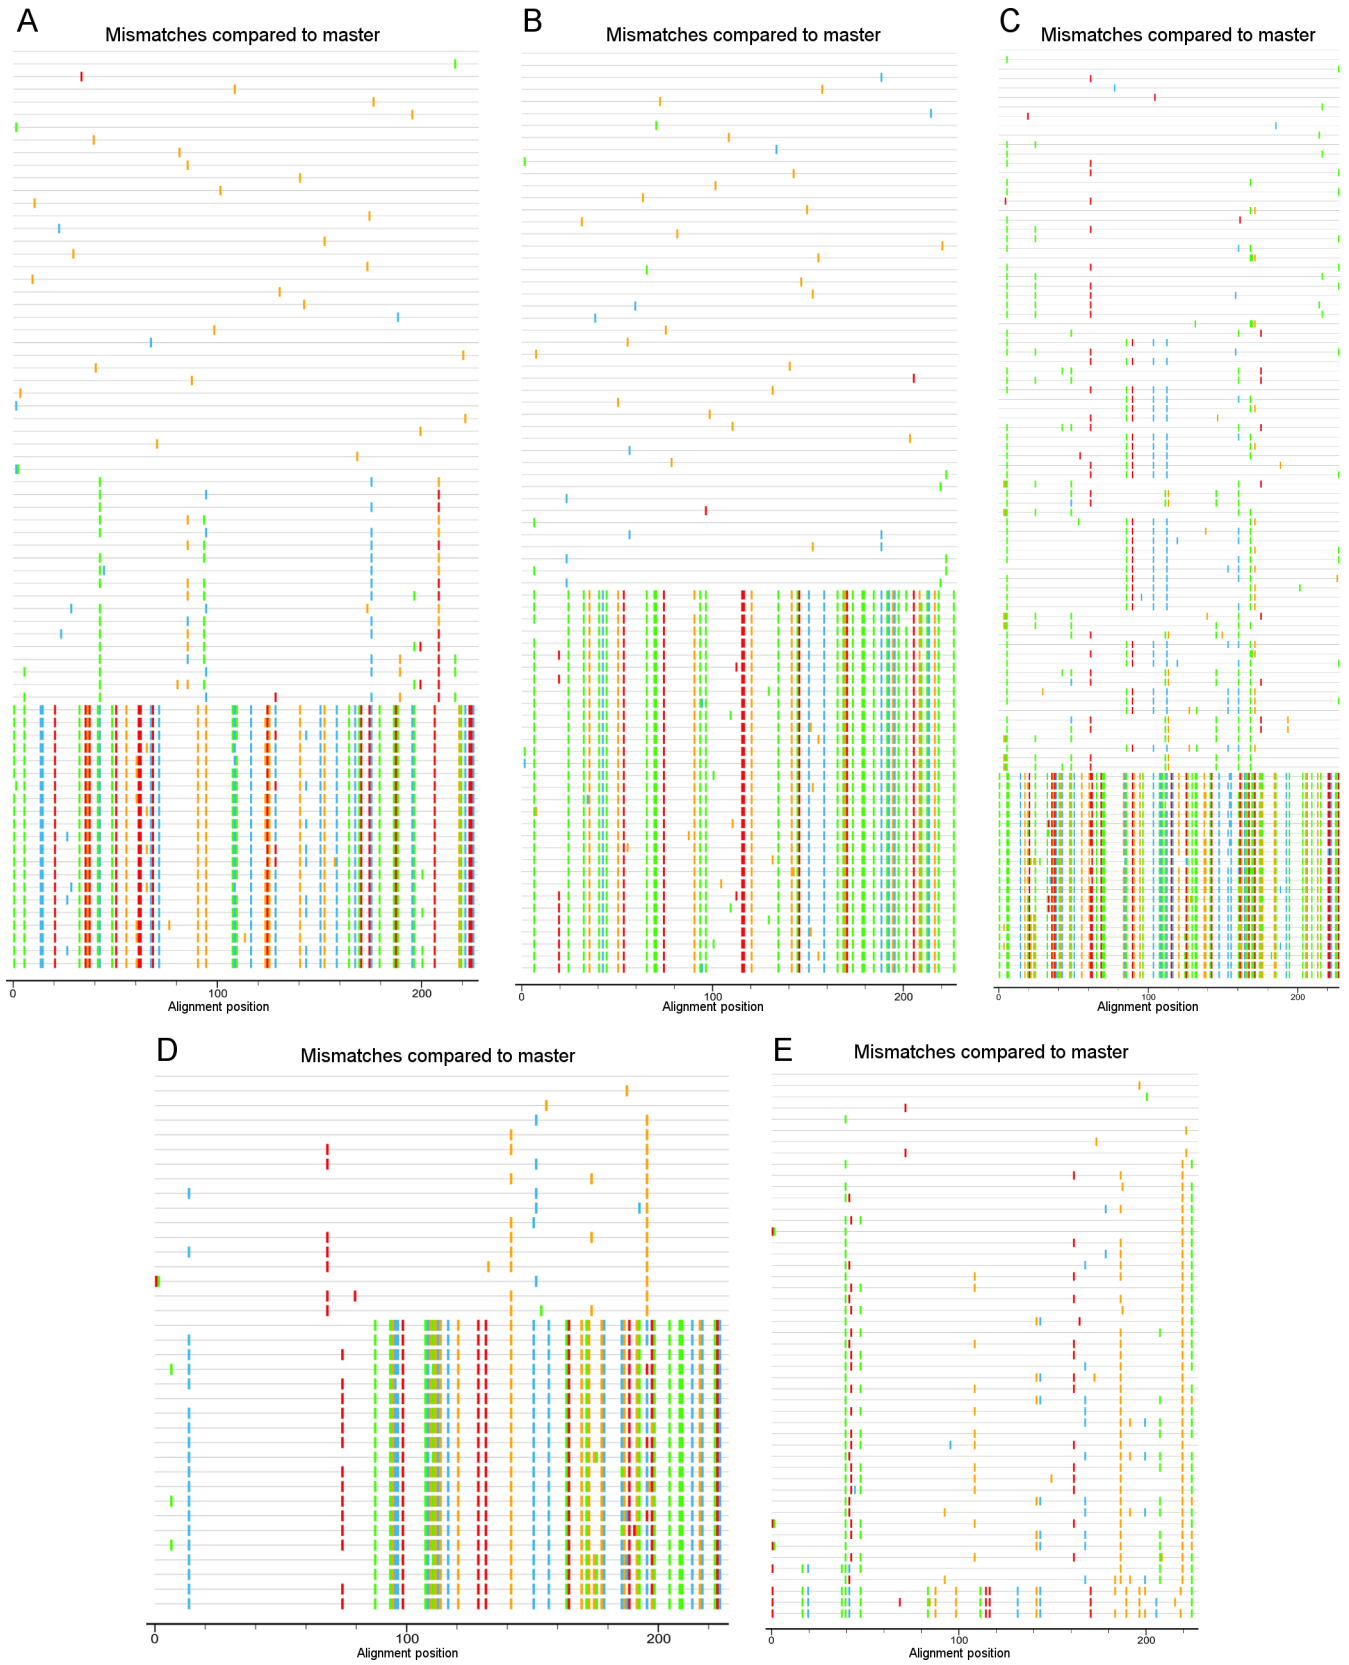 A
Mismatches compared to master
B
Mismatches compared to master
C
Mismatches compared to master
0 100 200
Alignment position
0 100 200
Alignment position
0 100 200
Alignment position
D
Mismatches compared to master
E
Mismatches compared to master
0 100 200
Alignment position
0 100 200
Alignment position